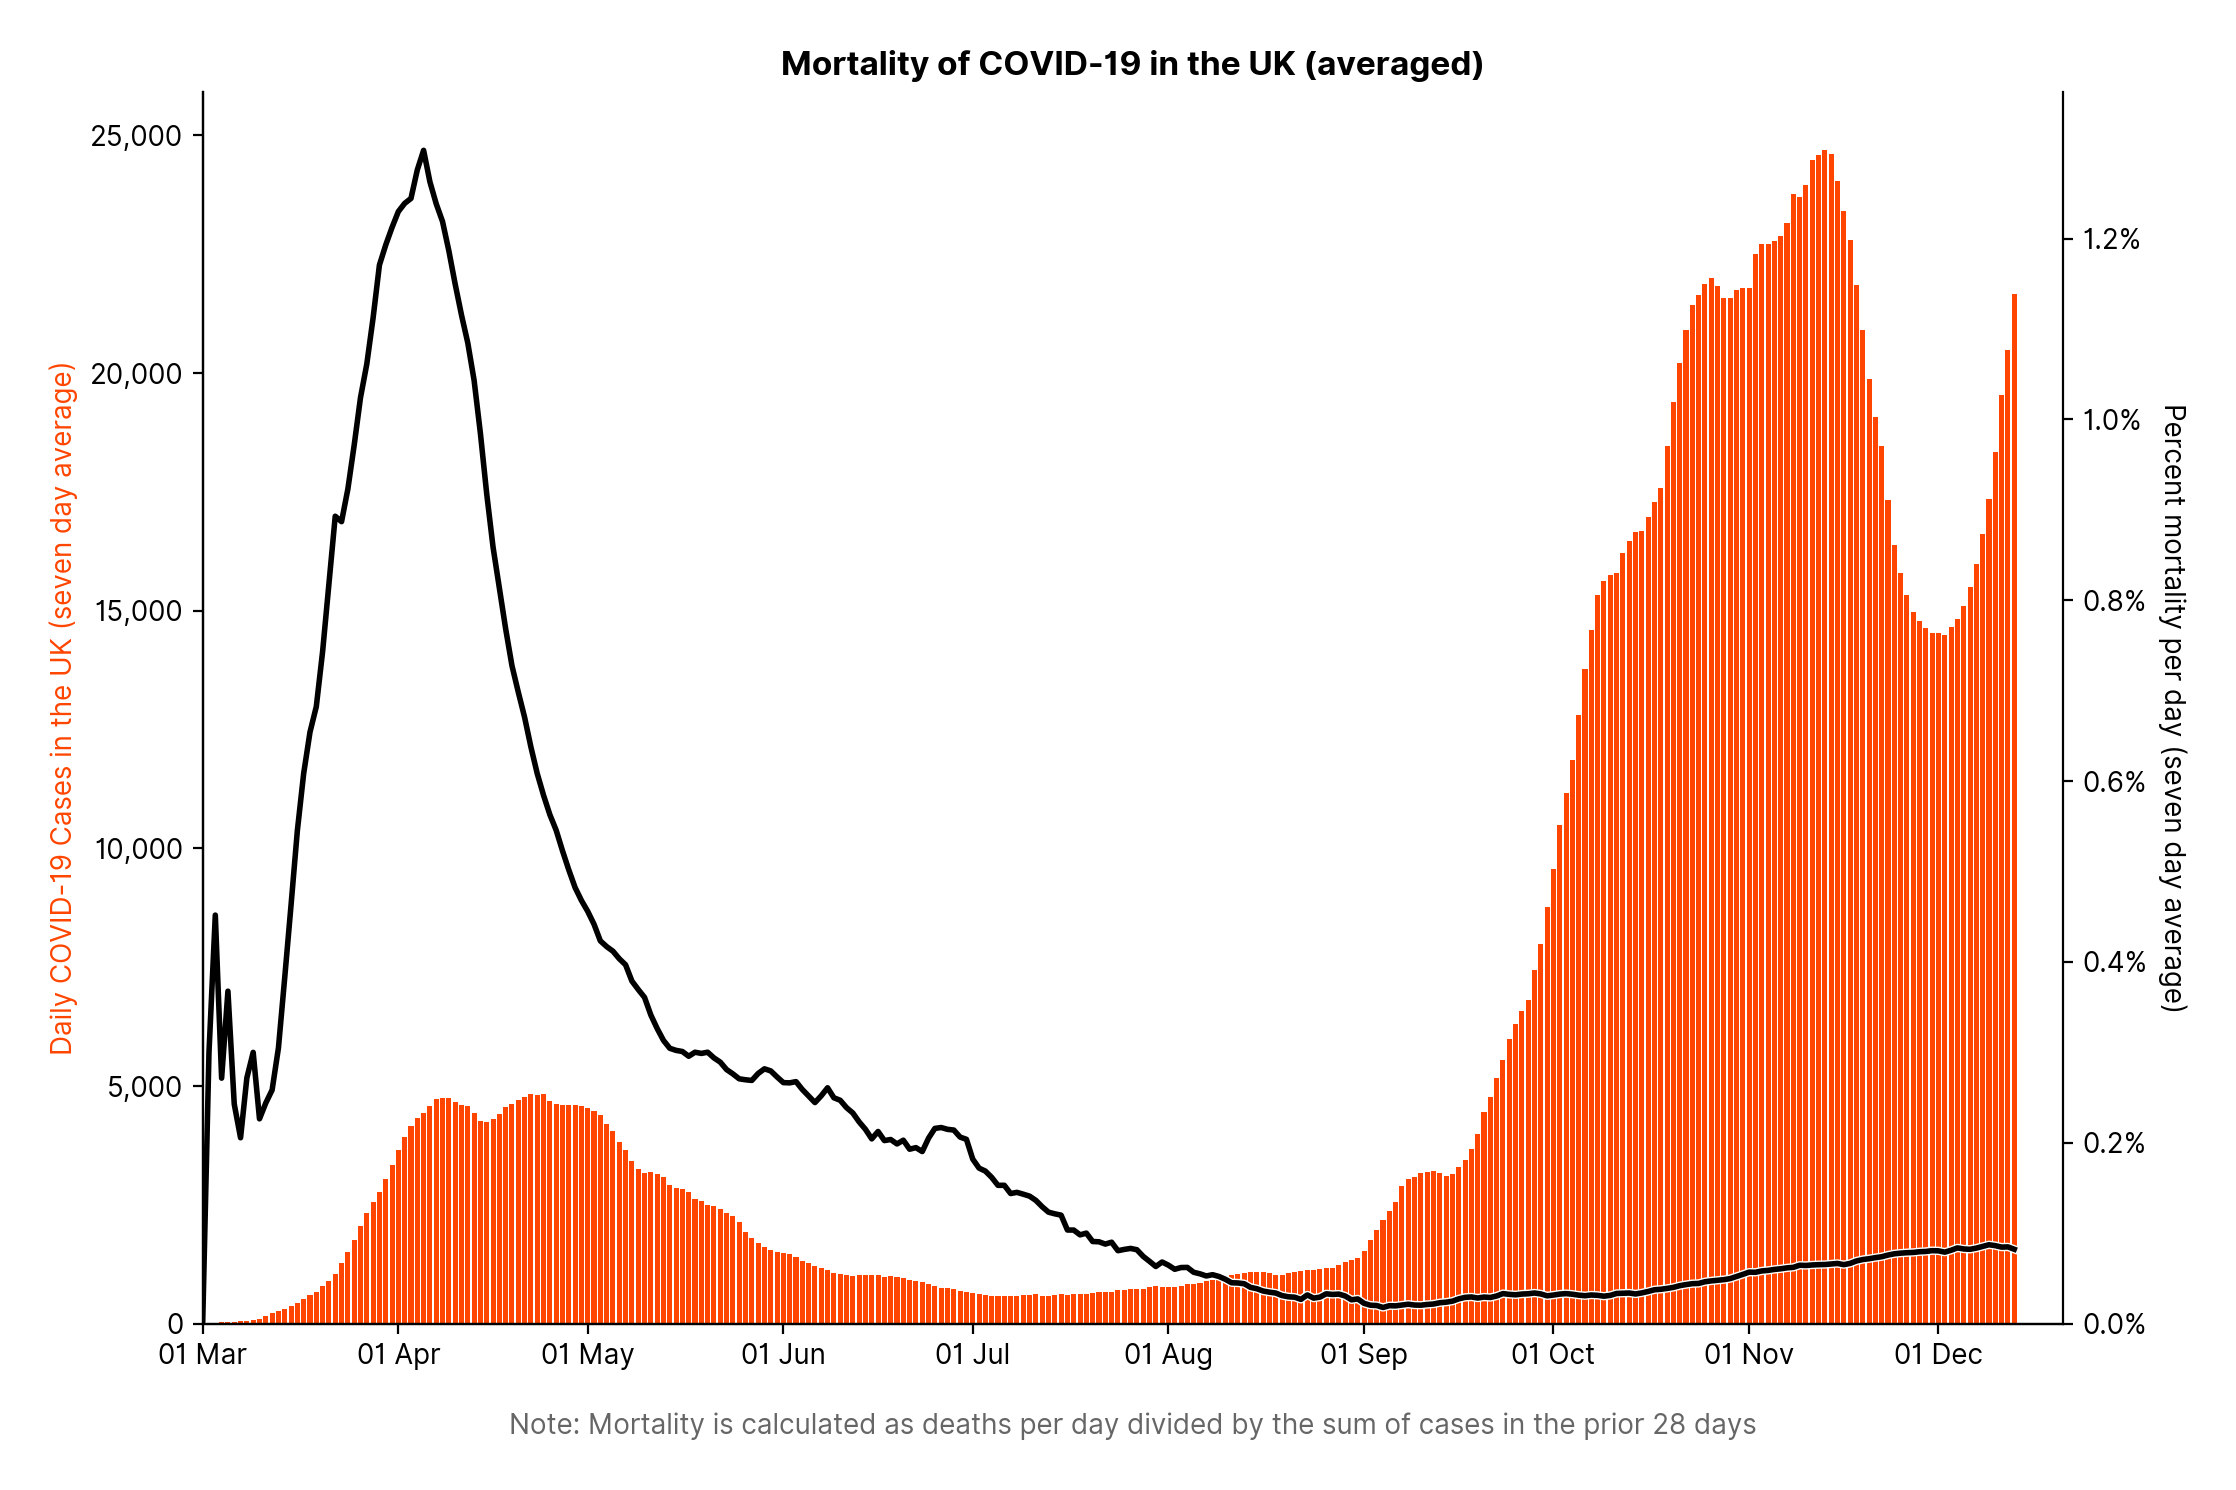 Mortality of COVID-19 in the UK (averaged)
Daily COVID-19 Cases in the UK (seven day average)
25,000
20,000
15,000
10,000
5,000
0
1.2%
1.0%
0.8%
0.6%
0.4%
0.2%
0.0%
Percent mortality per day (seven day average)
01 Mar
01 Apr
01 May
01 Jun
01 Jul
01 Aug
01 Sep
01 Oct
01 Nov
01 Dec
Note: Mortality is calculated as deaths per day divided by the sum of cases in the prior 28 days